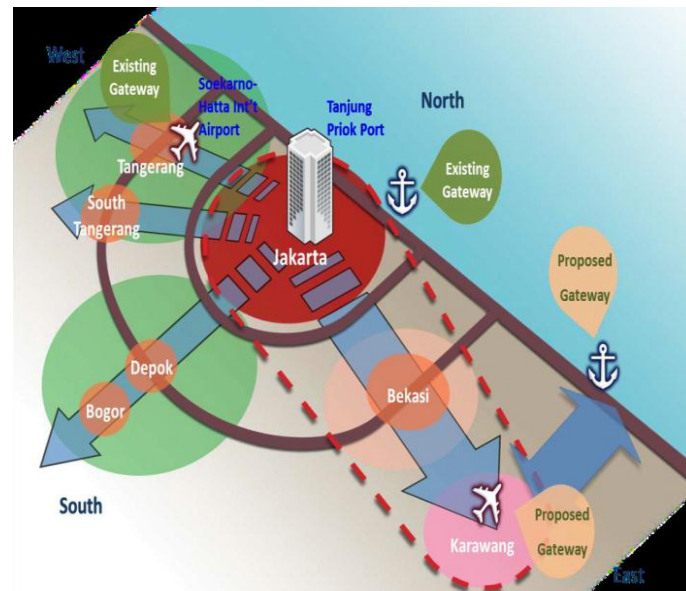 West
Existing
Gateway
Soekarno-
Hatta Int't
Airport
Tanjung
Priok Port
North
Tangerang
Existing
Gateway
South
Tangerang
Jakarta
Proposed
Gateway
Depok
Bekasi
Bogor
South
Proposed
Gateway
Karawang
East